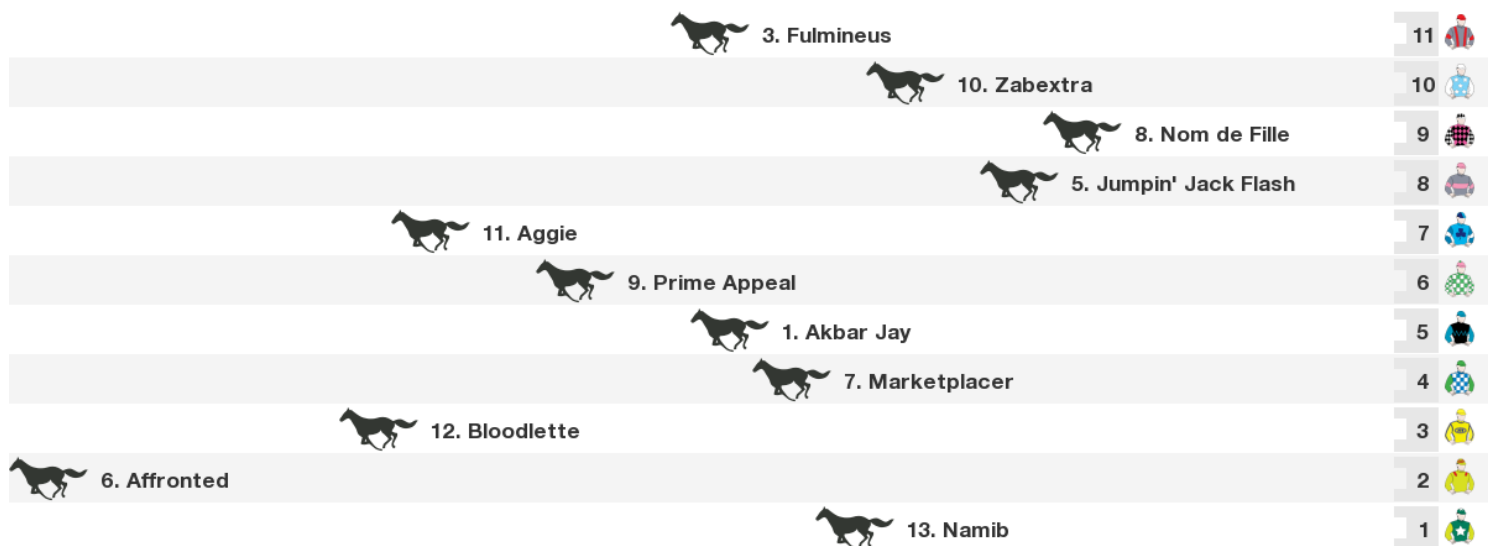 3. Fulmineus 11
10. Zabextra 10
8. Nom de Fille 9
5. Jumpin' Jack Flash 8
11. Aggie 7
9. Prime Appeal 6
1. Akbar Jay 5
7. Marketplacer 4
12. Bloodlette 3
6. Affronted 2
13. Namib 1